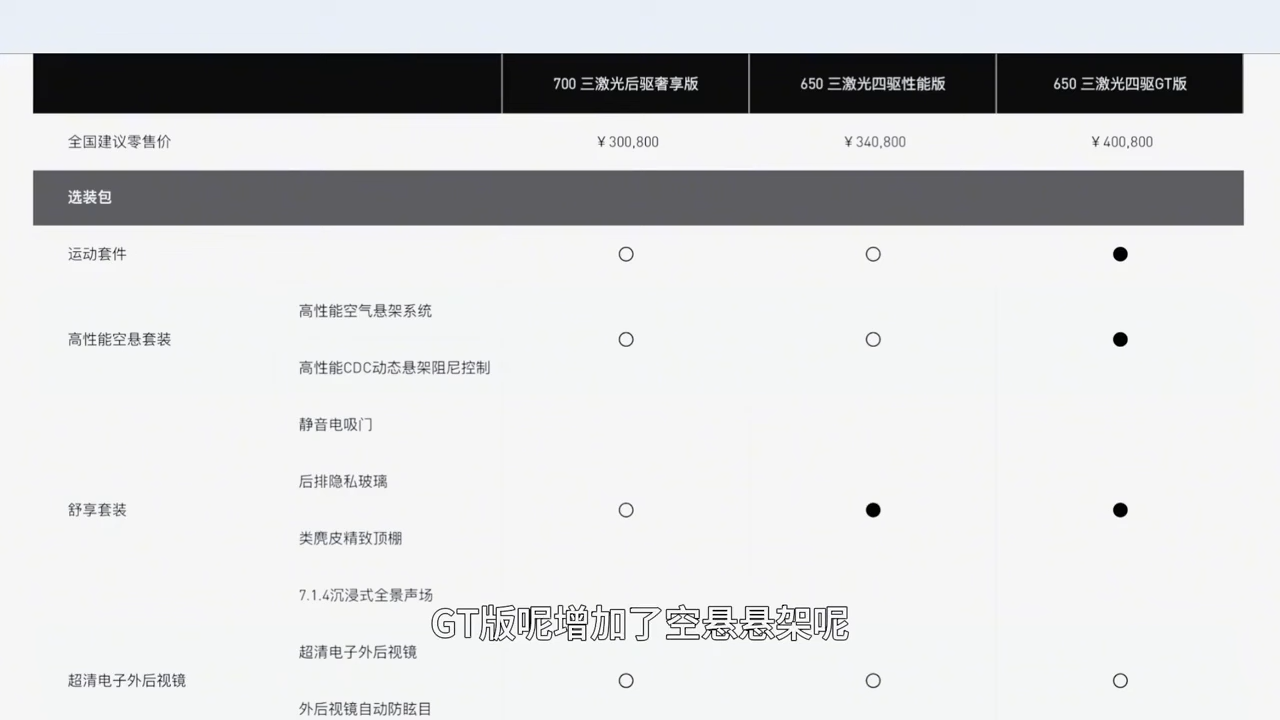 700 三激光后驱奢享版 650 三激光四驱性能版 650 三激光四驱GT版
全国建议零售价 ¥300,800 ¥340,800 ¥400,800
选装包
运动套件 ○ ○ ●
高性能空气悬架系统
高性能空悬套装 ○ ○ ●
高性能CDC动态悬架阻尼控制
静音电吸门
后排隐私玻璃
舒享套装 ○ ● ●
类麂皮精致顶棚
7.1.4沉浸式全景声场
GT版呢增加了空悬悬架呢
超清电子外后视镜
超清电子外后视镜 ○ ○ ○
外后视镜自动防眩目